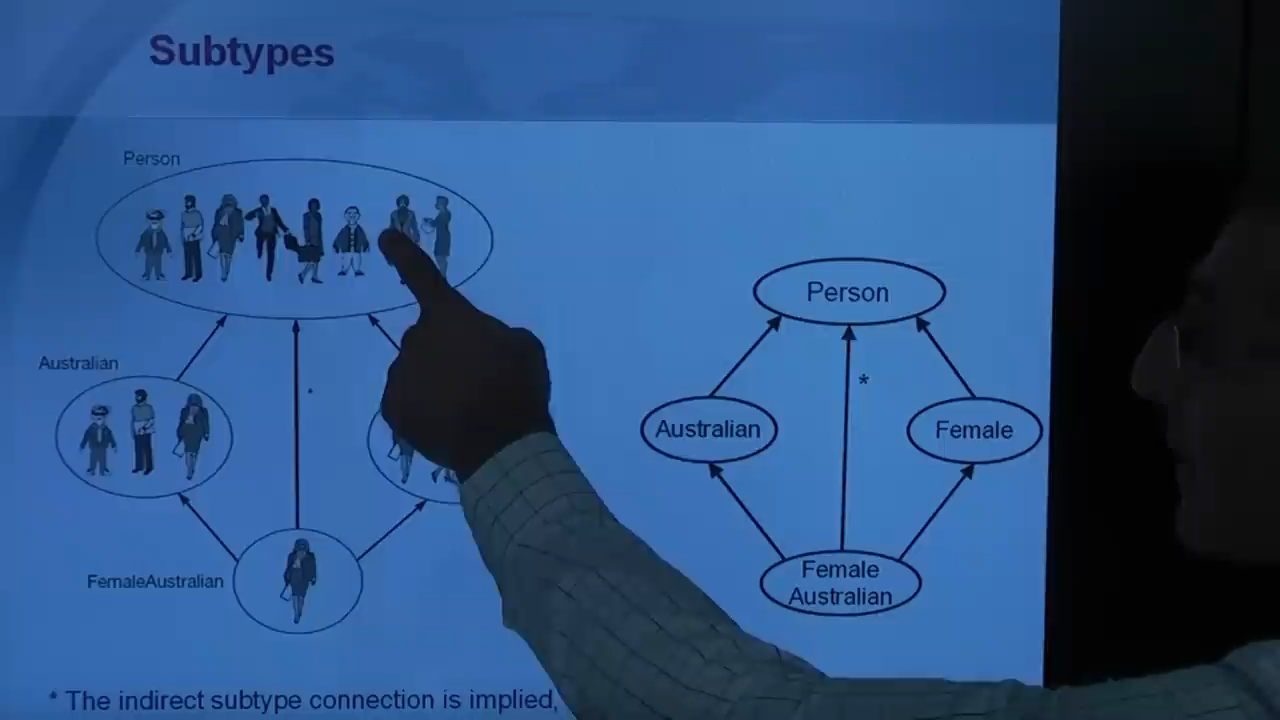 Subtypes
Person
Australian
*
FemaleAustralian
Person
*
Australian
Female
Female
Australian
* The indirect subtype connection is implied,